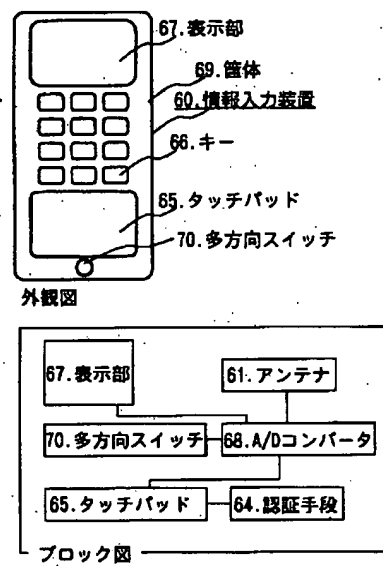 67.表示部
69.筐体
60.情報入力装置
66.キー
65.タッチパッド
70.多方向スイッチ
外観図
67.表示部
61.アンテナ
70.多方向スイッチ
68.A/Dコンバータ
65.タッチパッド
64.認証手段
ブロック図